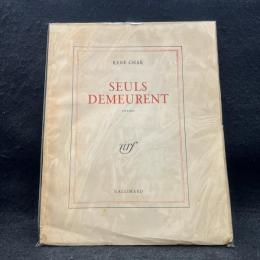 RENÉ CHAR
SEULS
DEMEURENT
POÈMES
nrf
GALLIMARD